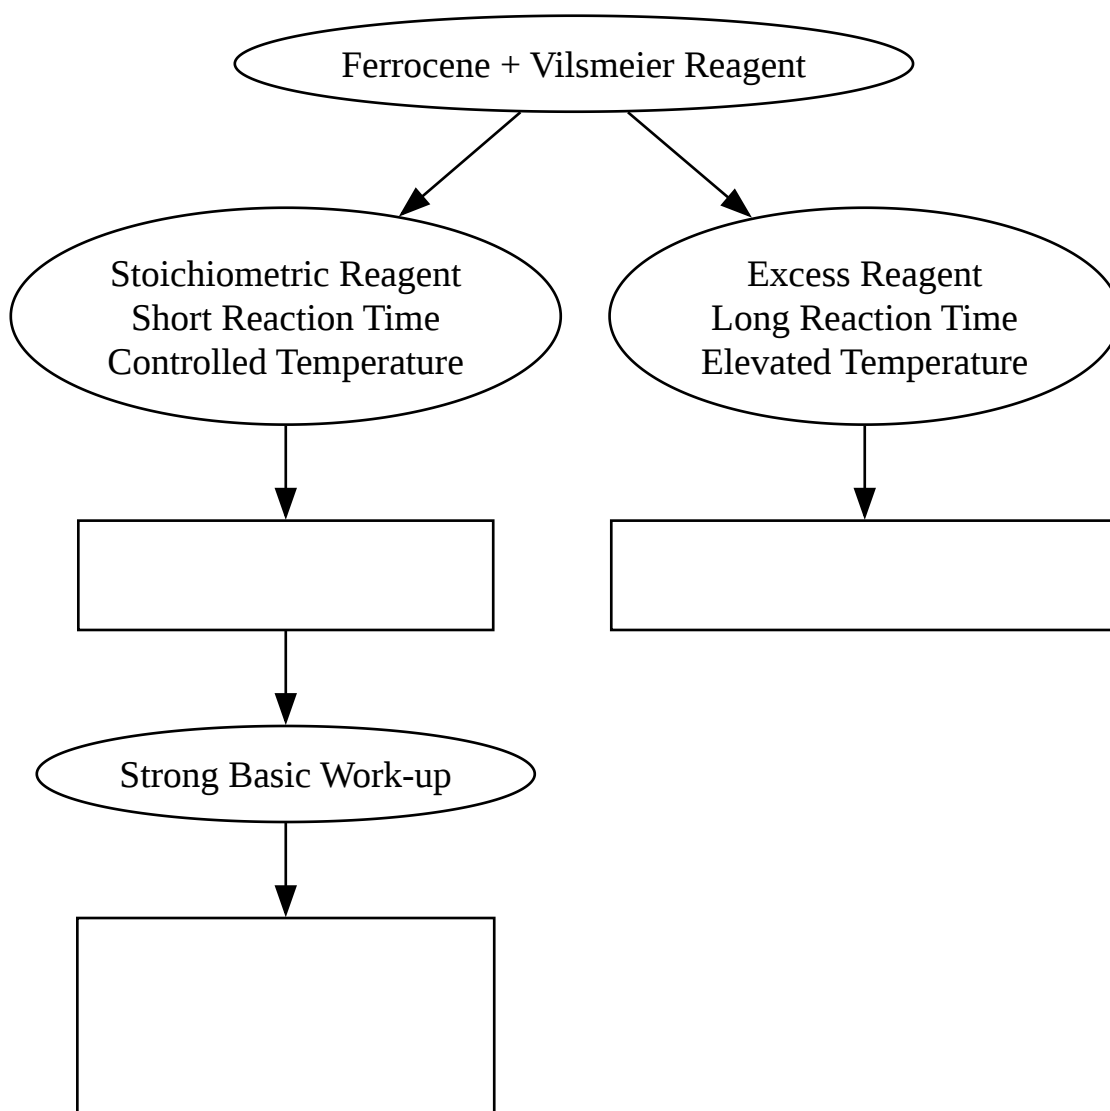 Ferrocene + Vilsmeier Reagent
Stoichiometric Reagent
Short Reaction Time
Controlled Temperature
Excess Reagent
Long Reaction Time
Elevated Temperature
Strong Basic Work-up